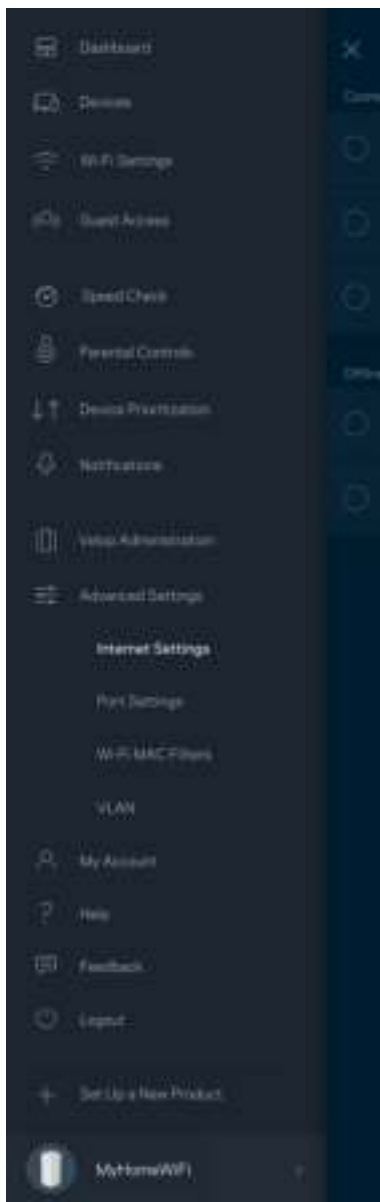 Dashboard
Devices
Wi-Fi Settings
Guest Access
Speed Check
Parental Controls
Device Prioritization
Notifications
Velop Administration
Advanced Settings
Internet Settings
Port Settings
Wi-Fi MAC Filters
VLAN
My Account
Help
Feedback
Logout
Set Up a New Product
MyHomeWiFi
Offline